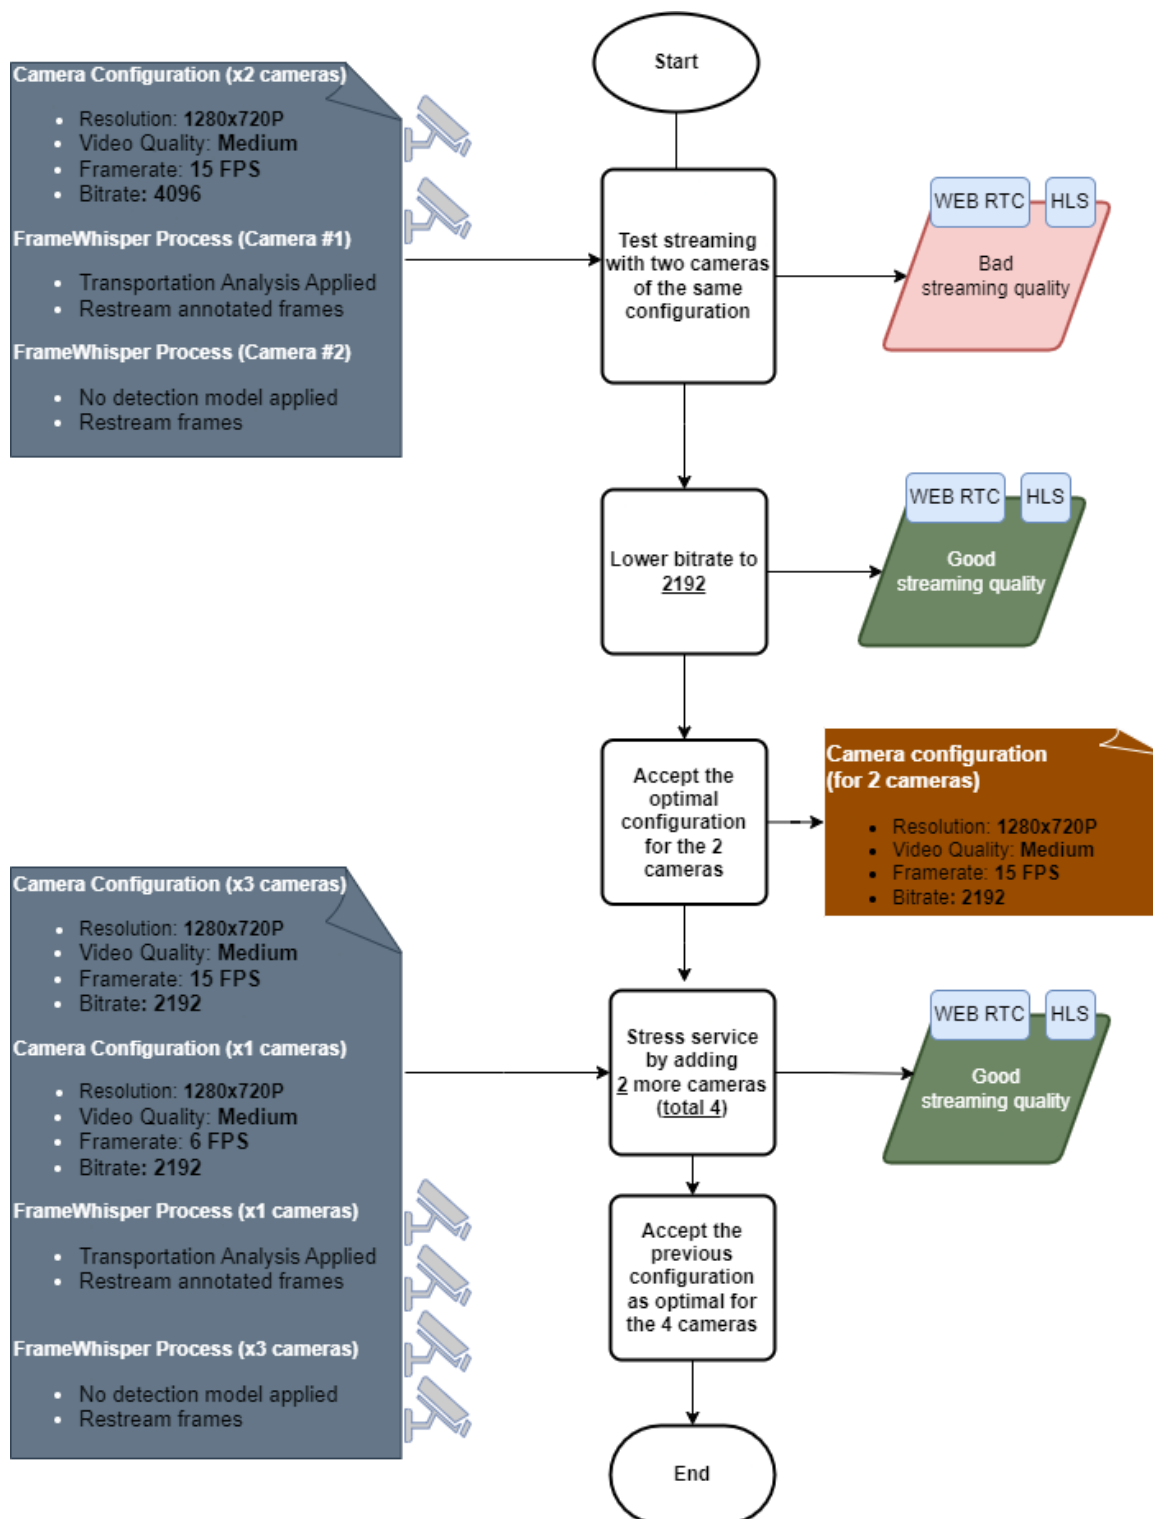 Start
Camera Configuration (x2 cameras)
• Resolution: 1280x720P
• Video Quality: Medium
• Framerate: 15 FPS
• Bitrate: 4096
FrameWhisper Process (Camera #1)
• Transportation Analysis Applied
• Restream annotated frames
FrameWhisper Process (Camera #2)
• No detection model applied
• Restream frames
Test streaming
with two cameras
of the same
configuration
WEB RTC
HLS
Bad
streaming quality
Lower bitrate to
2192
WEB RTC
HLS
Good
streaming quality
Accept the
optimal
configuration
for the 2
cameras
Camera configuration
(for 2 cameras)
• Resolution: 1280x720P
• Video Quality: Medium
• Framerate: 15 FPS
• Bitrate: 2192
Camera Configuration (x3 cameras)
• Resolution: 1280x720P
• Video Quality: Medium
• Framerate: 15 FPS
• Bitrate: 2192
Camera Configuration (x1 cameras)
• Resolution: 1280x720P
• Video Quality: Medium
• Framerate: 6 FPS
• Bitrate: 2192
FrameWhisper Process (x1 cameras)
• Transportation Analysis Applied
• Restream annotated frames
FrameWhisper Process (x3 cameras)
• No detection model applied
• Restream frames
Stress service
by adding
2 more cameras
(total 4)
WEB RTC
HLS
Good
streaming quality
Accept the
previous
configuration
as optimal for
the 4 cameras
End